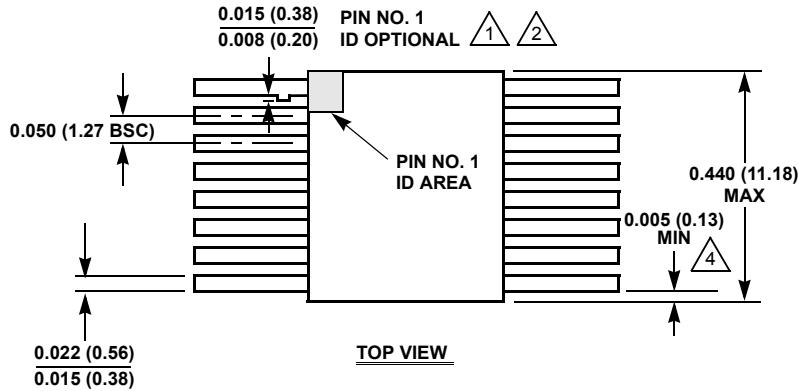 0.015 (0.38)
0.008 (0.20)
PIN NO. 1
ID OPTIONAL
1
2
0.050 (1.27 BSC)
PIN NO. 1
ID AREA
0.440 (11.18)
MAX
0.005 (0.13)
MIN
4
0.022 (0.56)
0.015 (0.38)
TOP VIEW